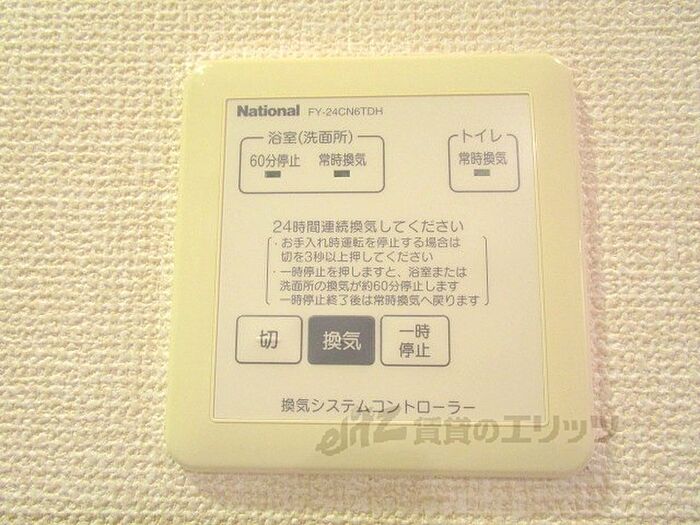 National FY-24CN6TDH
浴室(洗面所)
トイレ
60分停止 常時換気
常時換気
24時間連続換気してください
・お手入れ時運転を停止する場合は
切を3秒以上押してください
・一時停止を押しますと、浴室または
洗面所の換気が約60分停止します
一時停止終了後は常時換気へ戻ります
切
換気
一時
停止
換気システムコントローラー
elitz 賃貸のエリッツ